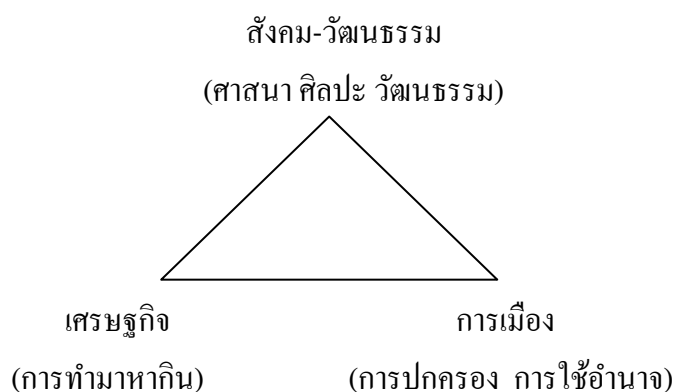 สังคม-วัฒนธรรม
(ศาสนา ศิลปะ วัฒนธรรม)
เศรษฐกิจ
การเมือง
(การทำมาหากิน)
(การปกครอง การใช้อำนาจ)